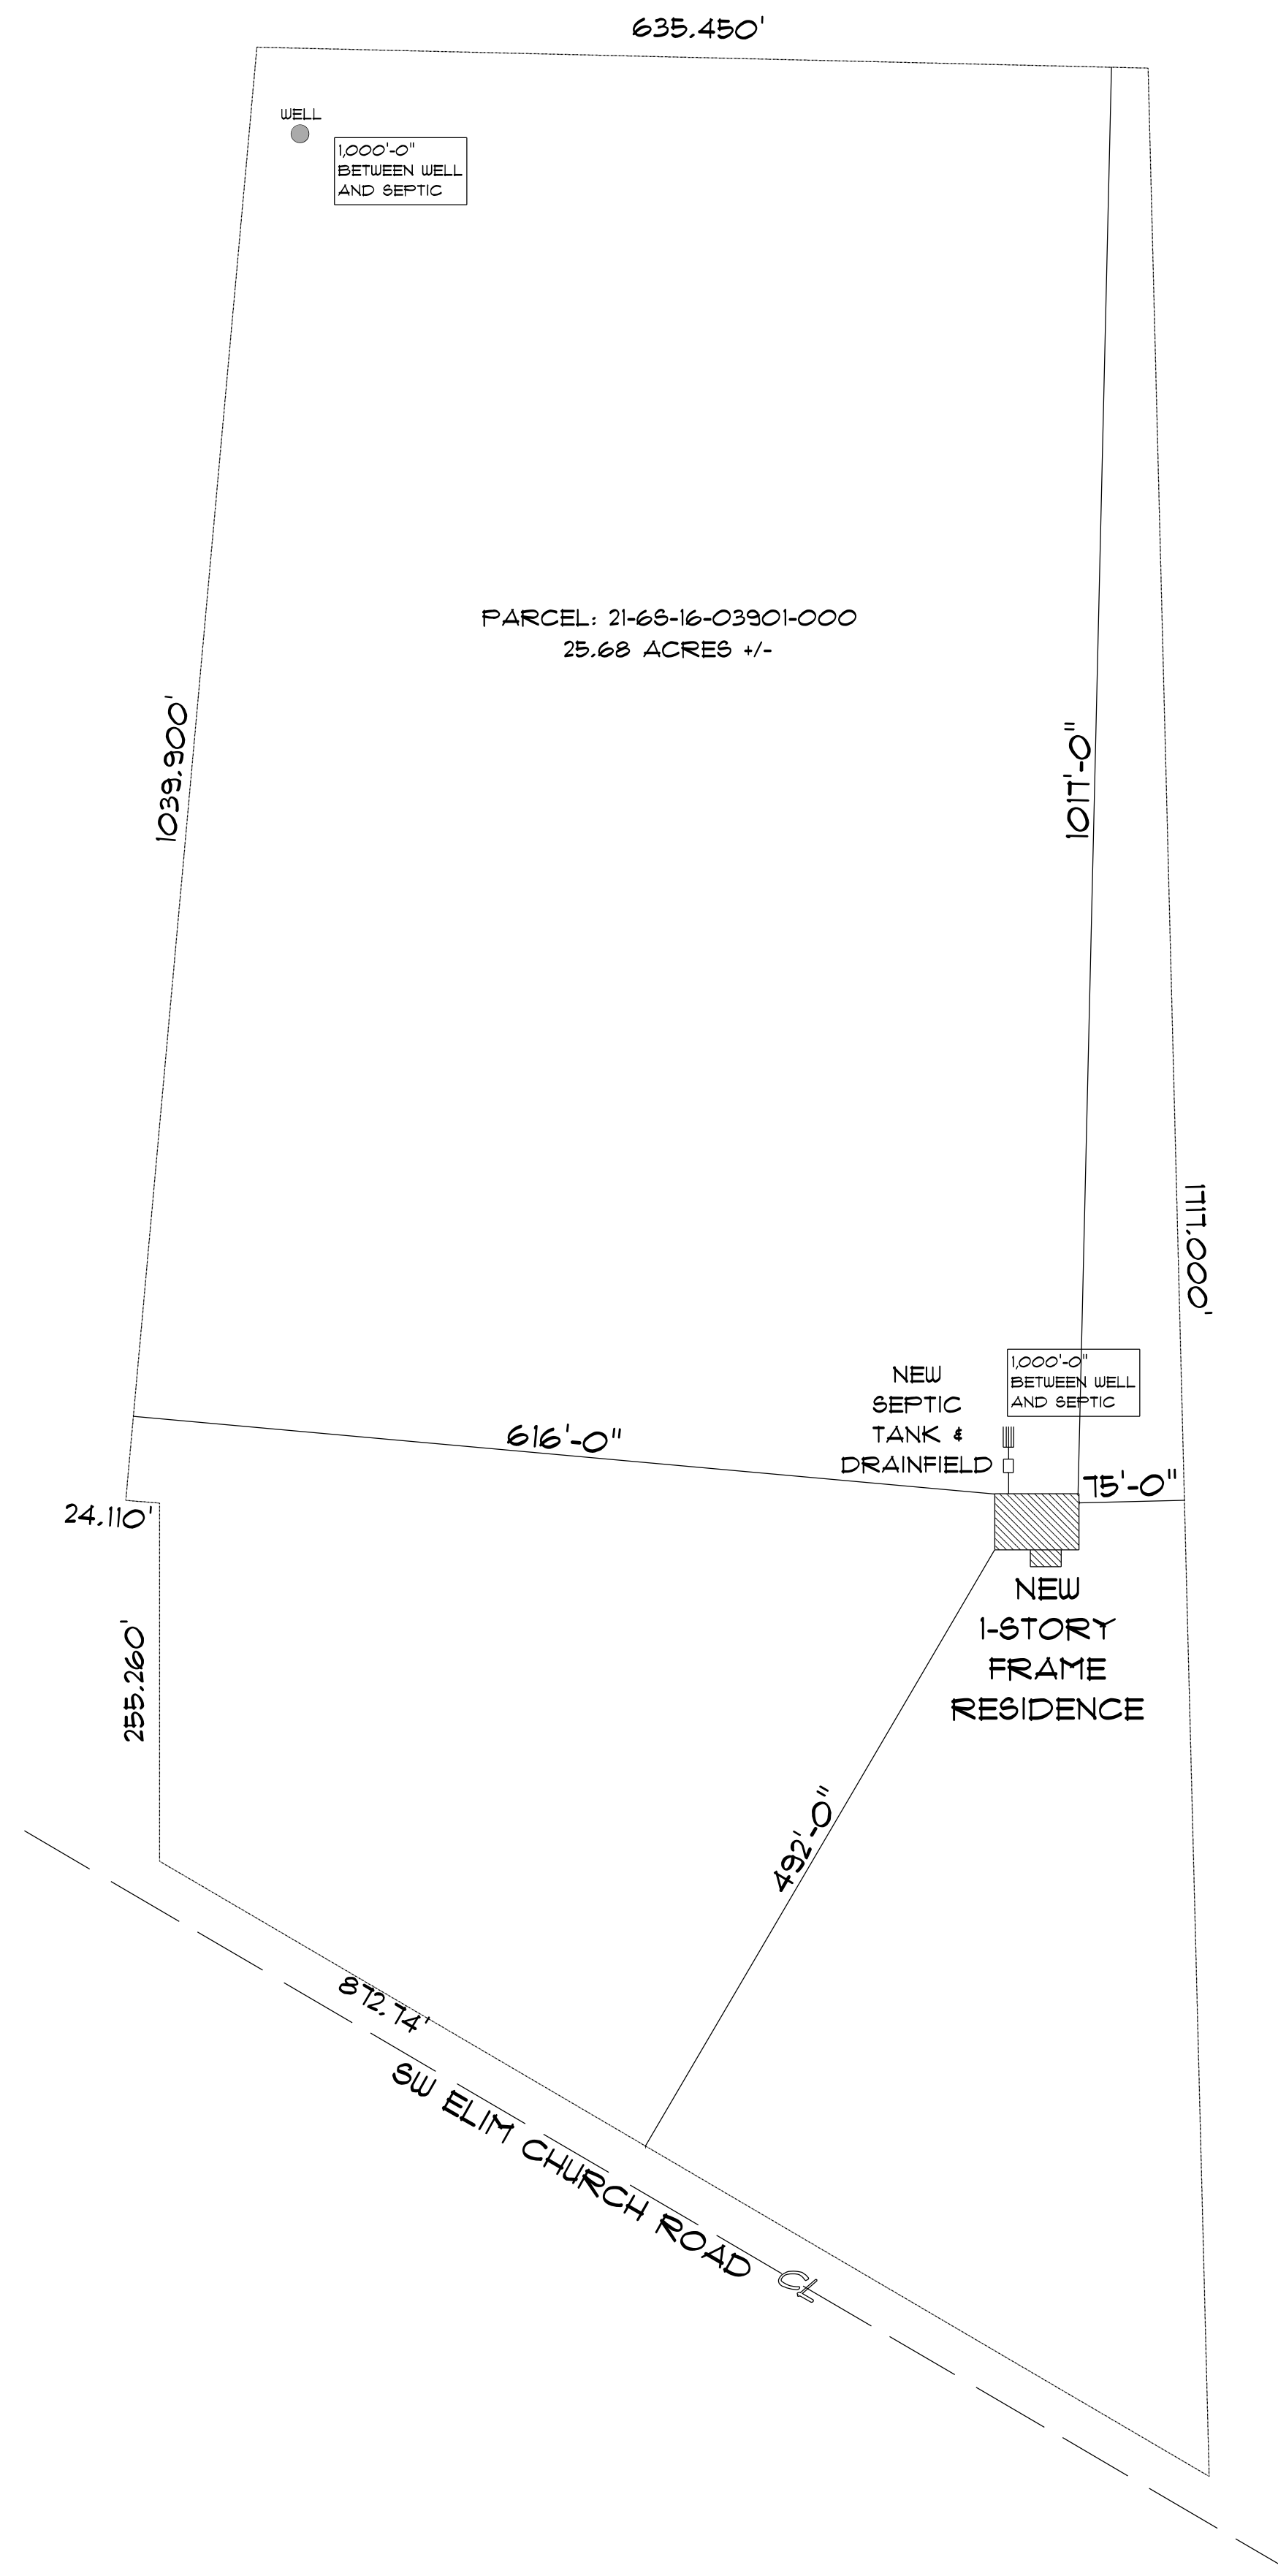 635.450'
WELL
1,000'-0"
BETWEEN WELL
AND SEPTIC
PARCEL: 21-6S-16-03901-000
25.68 ACRES +/-
1039.900'
1017'-0"
1717.000'
1,000'-0"
BETWEEN WELL
AND SEPTIC
NEW
SEPTIC
TANK &
DRAINFIELD
616'-0"
75'-0"
24.110'
NEW
1-STORY
FRAME
RESIDENCE
255.260'
492'-0"
872.74'
SW ELIM CHURCH ROAD
CL